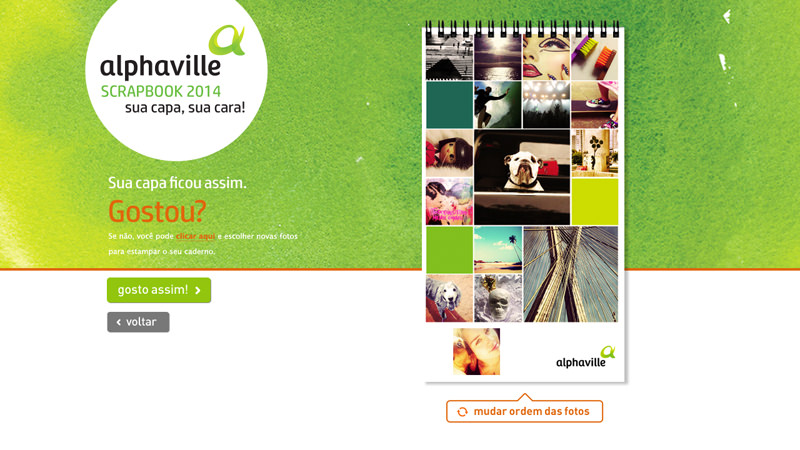 alphaville
SCRAPBOOK 2014
sua capa, sua cara!
Sua capa ficou assim.
Gostou?
Se não, você pode clicar aqui e escolher novas fotos
para estampar o seu caderno.
gosto assim!
voltar
alphaville
mudar ordem das fotos